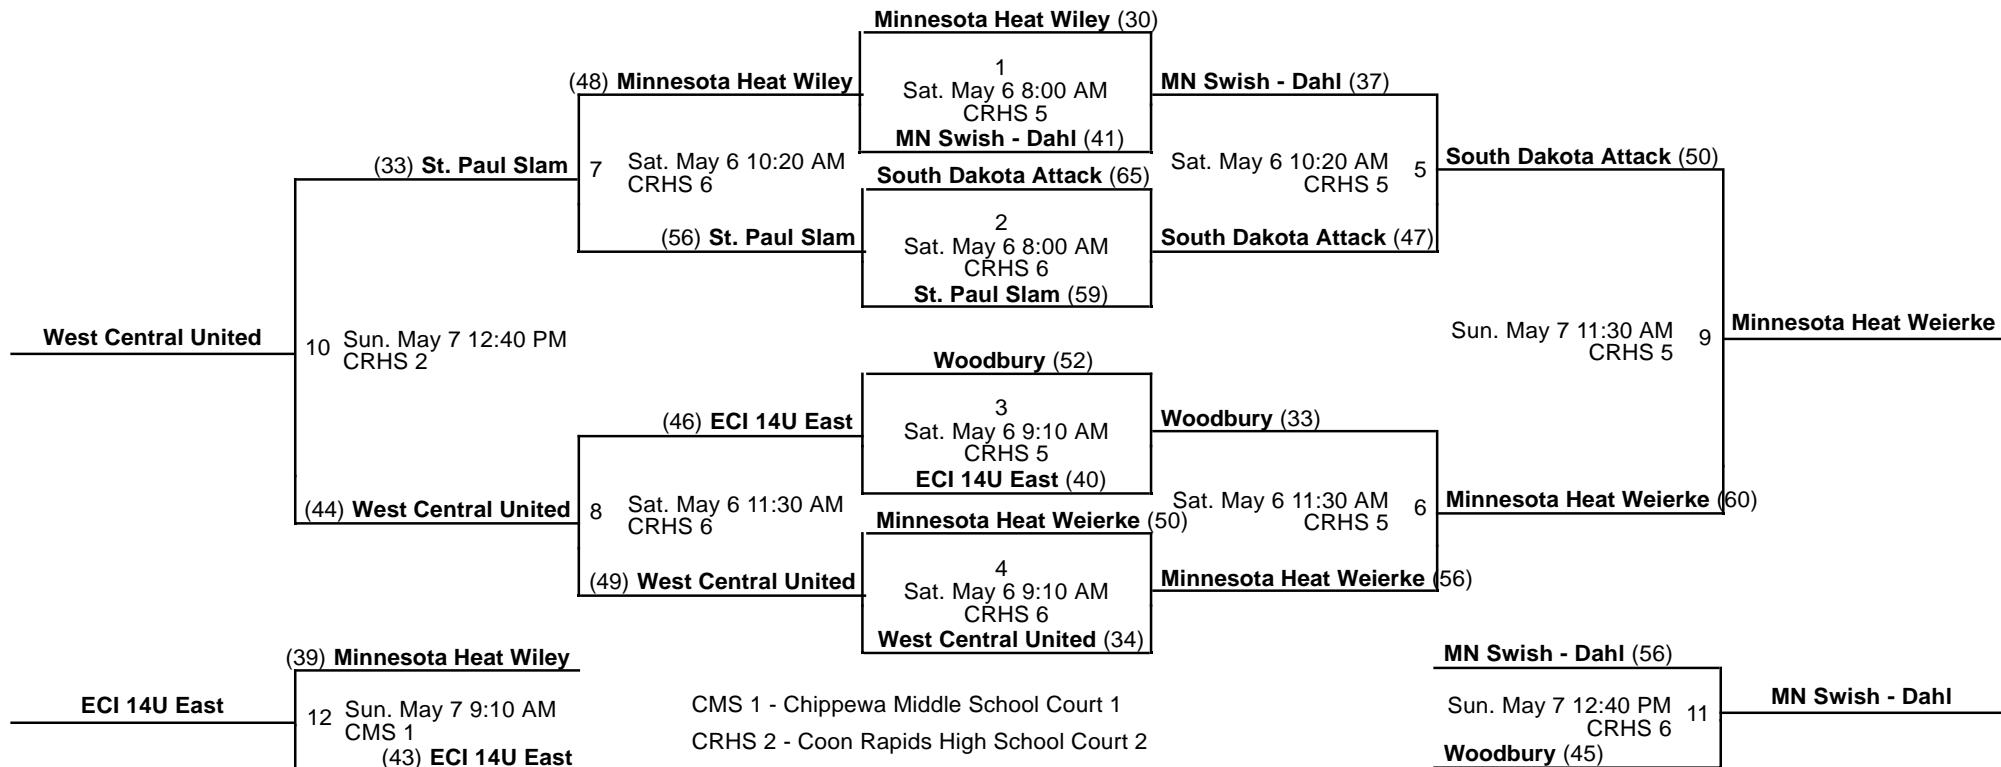 Minnesota Heat Wiley (30)
1
Sat. May 6 8:00 AM
CRHS 5
MN Swish - Dahl (41)
(48) Minnesota Heat Wiley
MN Swish - Dahl (37)
(33) St. Paul Slam
7 Sat. May 6 10:20 AM
CRHS 6
South Dakota Attack (65)
Sat. May 6 10:20 AM 5
CRHS 5
South Dakota Attack (50)
2
Sat. May 6 8:00 AM
CRHS 6
St. Paul Slam (59)
(56) St. Paul Slam
South Dakota Attack (47)
West Central United
10 Sun. May 7 12:40 PM
CRHS 2
Sun. May 7 11:30 AM 9
CRHS 5
Minnesota Heat Weierke
Woodbury (52)
3
Sat. May 6 9:10 AM
CRHS 5
ECI 14U East (40)
(46) ECI 14U East
Woodbury (33)
(44) West Central United
8 Sat. May 6 11:30 AM
CRHS 6
Minnesota Heat Weierke (50)
Sat. May 6 11:30 AM 6
CRHS 5
Minnesota Heat Weierke (60)
4
Sat. May 6 9:10 AM
CRHS 6
West Central United (34)
(49) West Central United
Minnesota Heat Weierke (56)
(39) Minnesota Heat Wiley
ECI 14U East
12 Sun. May 7 9:10 AM
CMS 1
(43) ECI 14U East
CMS 1 - Chippewa Middle School Court 1
CRHS 2 - Coon Rapids High School Court 2
MN Swish - Dahl (56)
Sun. May 7 12:40 PM 11
CRHS 6
MN Swish - Dahl
Woodbury (45)